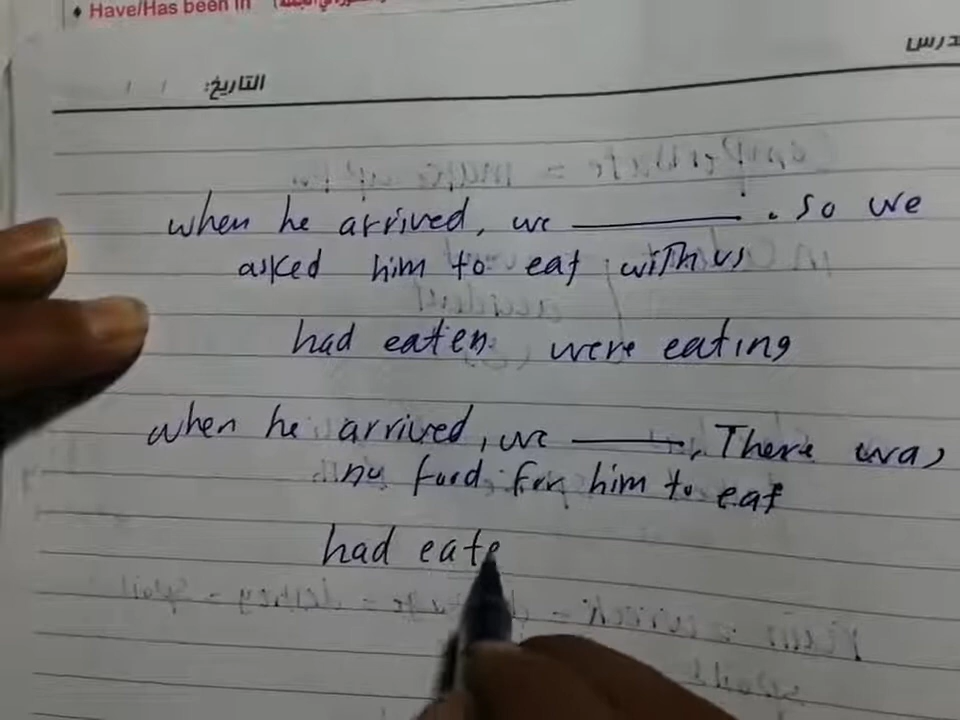 ♦ Have/Has been in
درس
التاريخ: / /
when he arrived, we ______ . so we
asked him to eat with us
had eaten were eating
when he arrived, we ______. There was
no food for him to eat
had eate